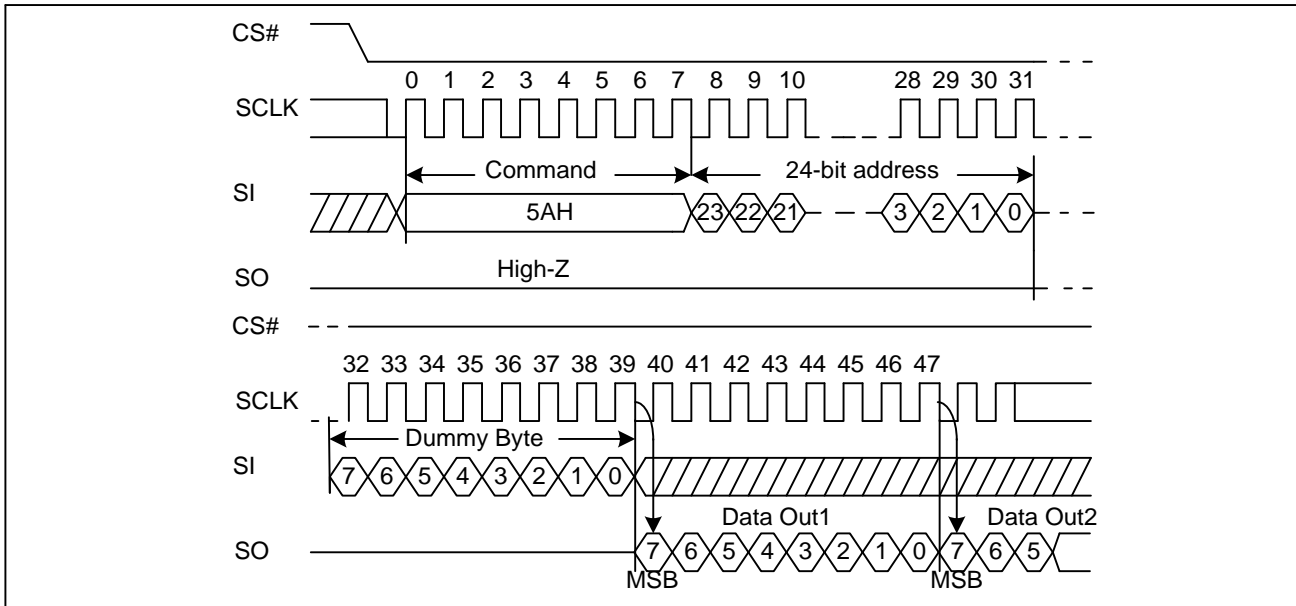 CS#
0 1 2 3 4 5 6 7 8 9 10 28 29 30 31
SCLK
Command 24-bit address
SI
5AH 23 22 21 3 2 1 0
High-Z
SO
CS#
32 33 34 35 36 37 38 39 40 41 42 43 44 45 46 47
SCLK
Dummy Byte
SI
7 6 5 4 3 2 1 0
Data Out1 Data Out2
SO
7 6 5 4 3 2 1 0 7 6 5
MSB MSB